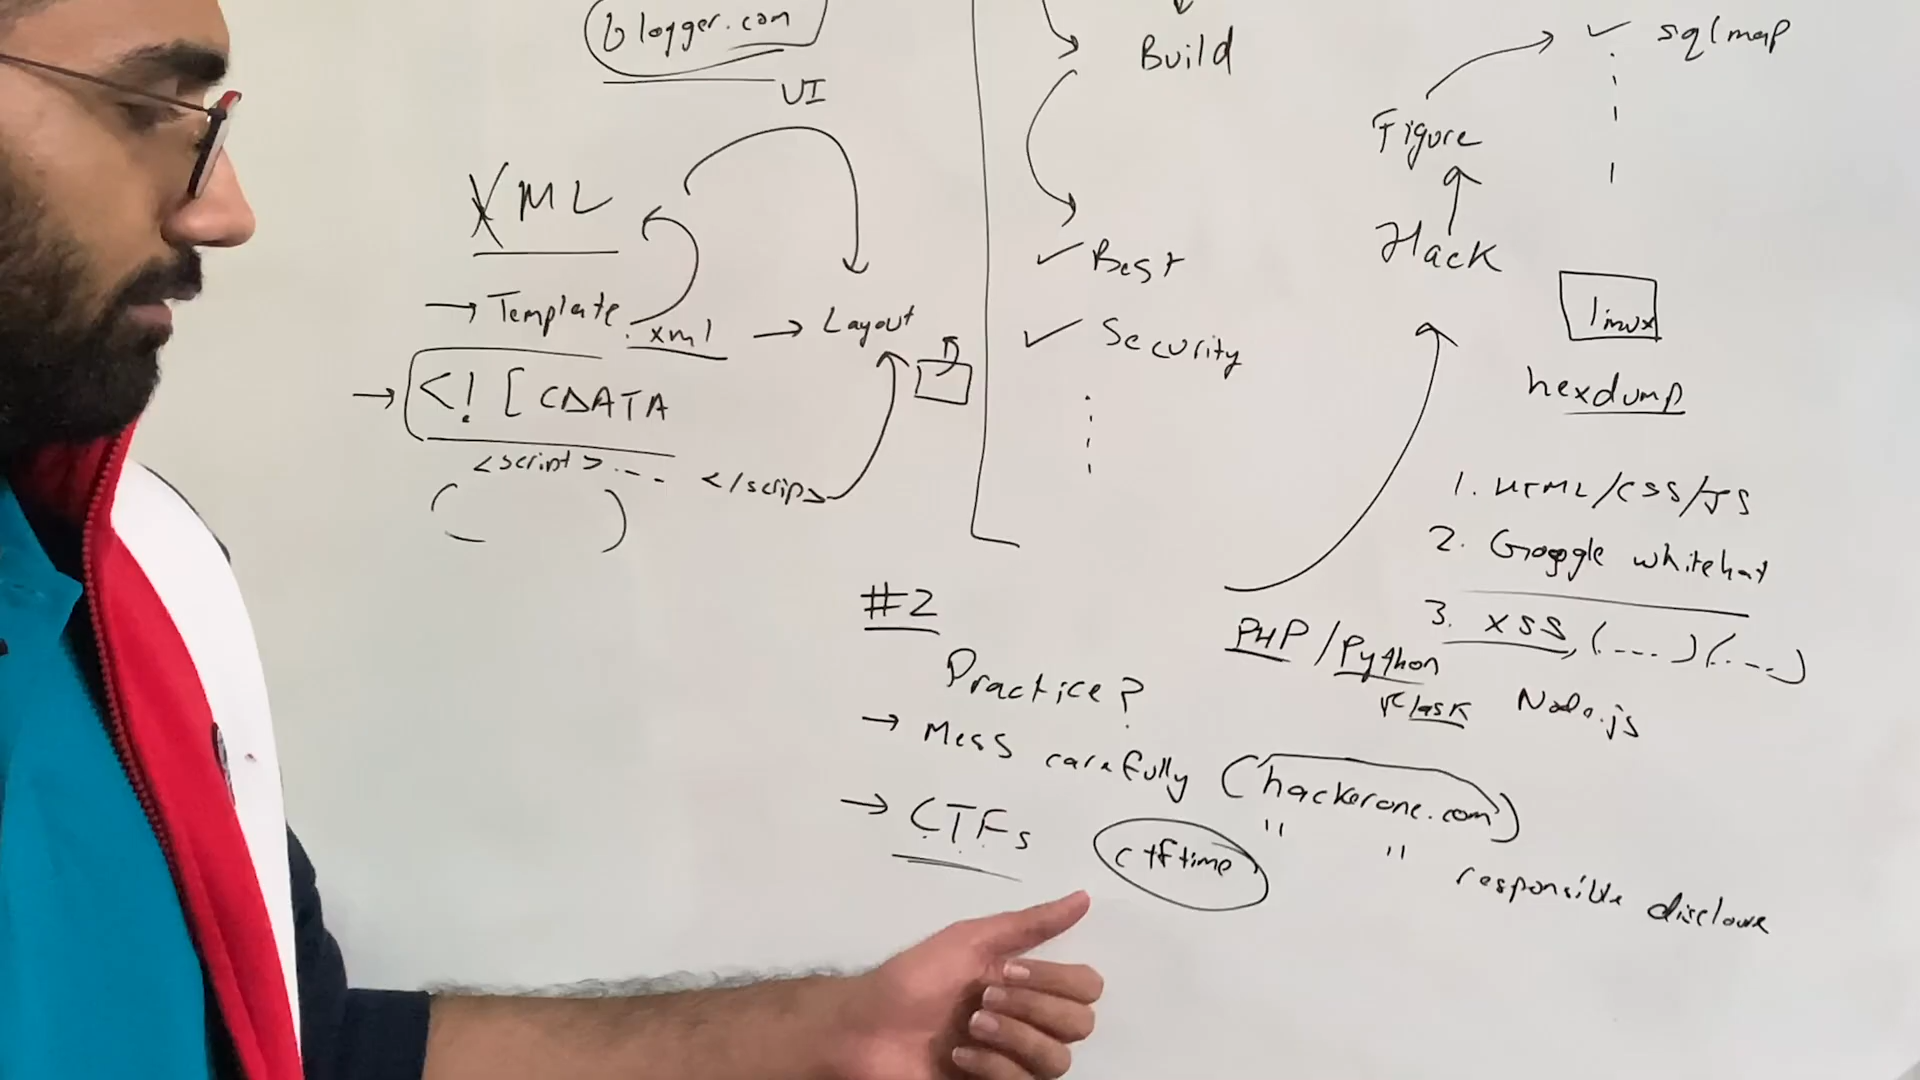 blogger.com
UI
XML
→ Template.xml → Layout
→ <! [ CDATA
<script> ... </scrip>
( )
Build
✓ Best
✓ Security
✓ sqlmap
Figure
Hack
linux
hexdump
1. HTML/CSS/JS
2. Google whitehat
3. XSS, (....) (....)
PHP / Python
Flask
Node.js
#2
Practice?
→ Mess carefully (hackerone.com)
" " responsible disclosure
→ CTFs
ctftime